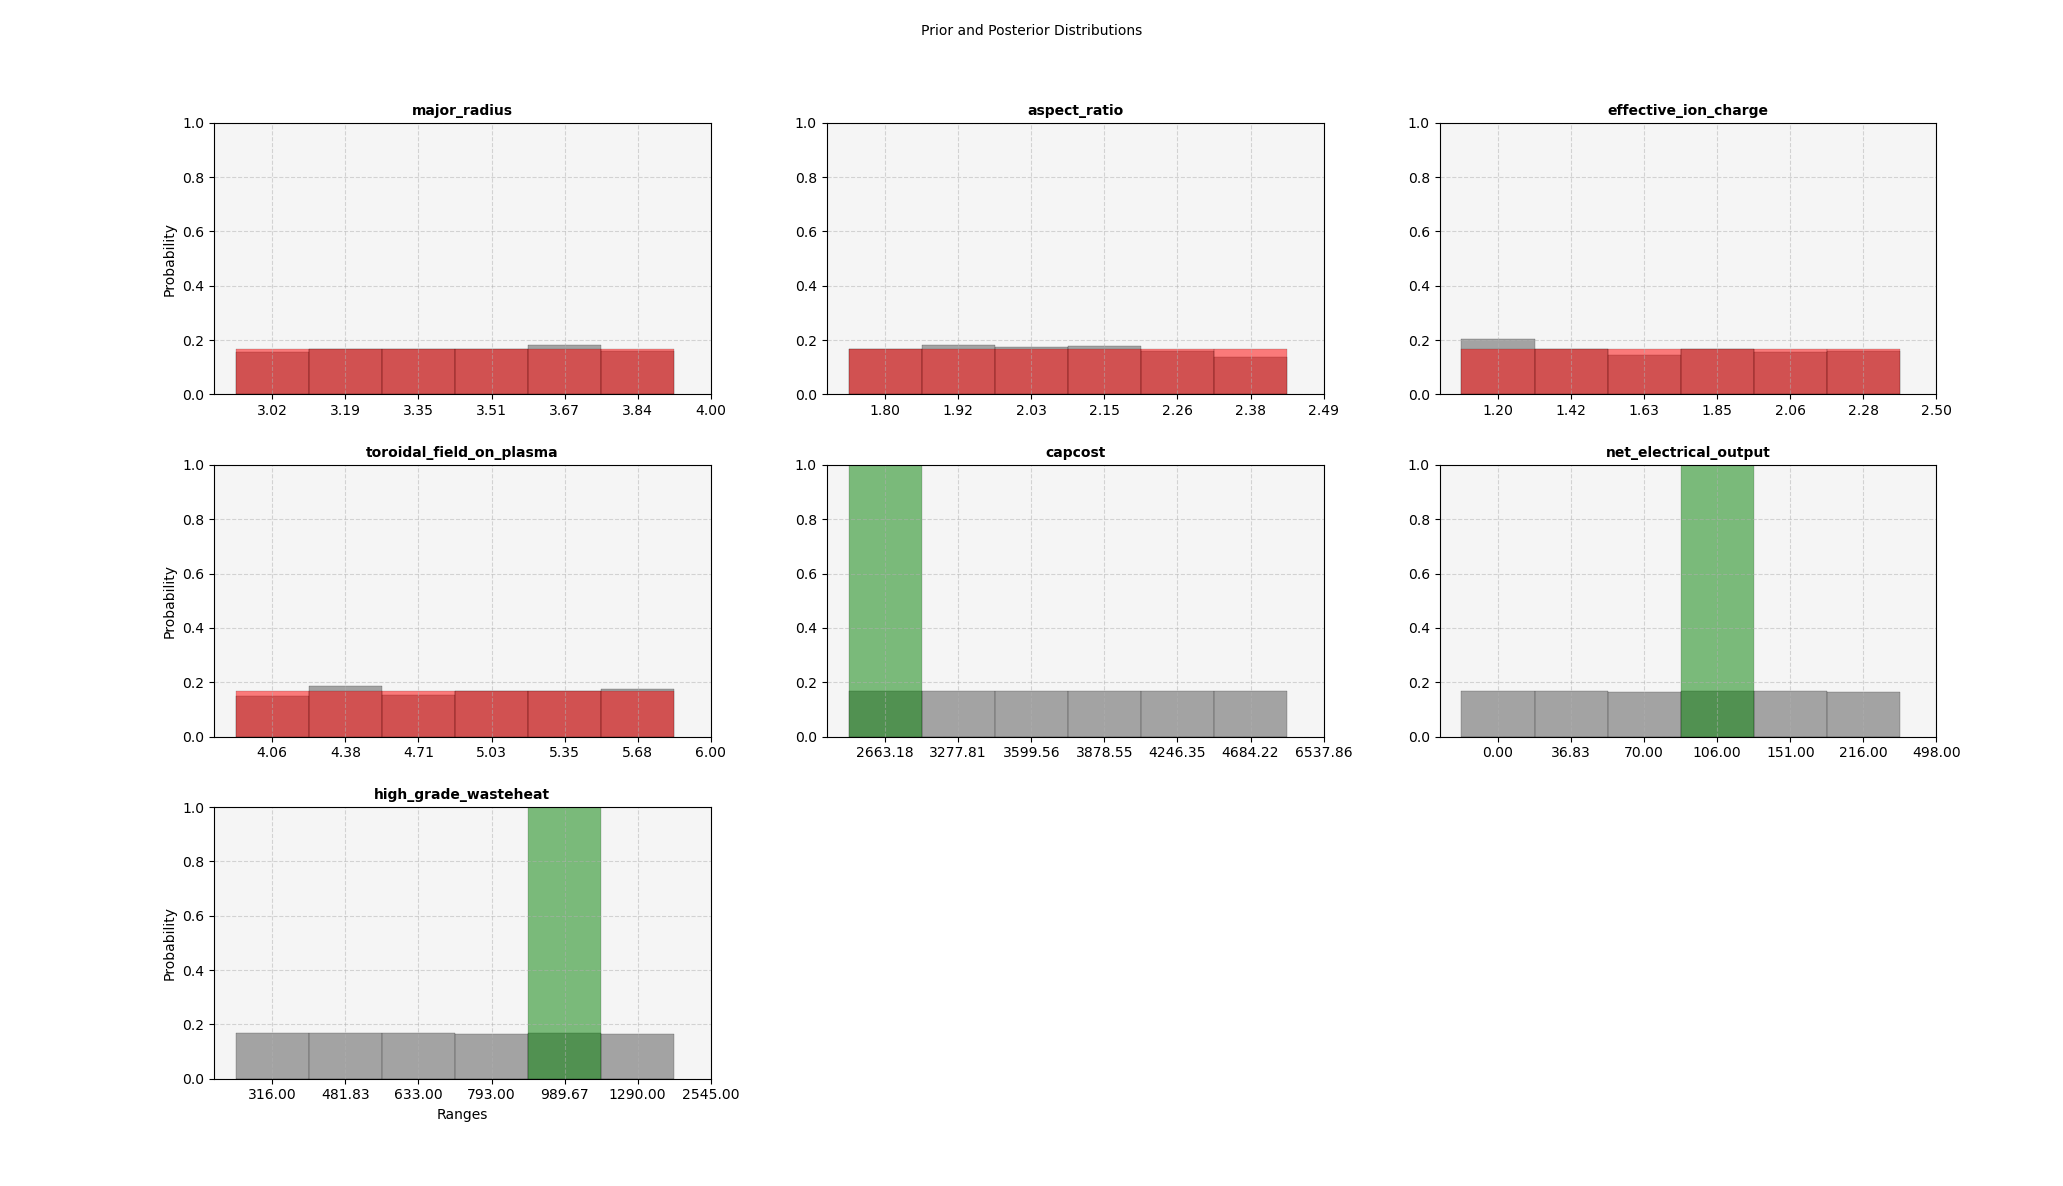 Prior and Posterior Distributions
major_radius
Probability
1.0
0.8
0.6
0.4
0.2
0.0
3.02 3.19 3.35 3.51 3.67 3.84 4.00
aspect_ratio
1.0
0.8
0.6
0.4
0.2
0.0
1.80 1.92 2.03 2.15 2.26 2.38 2.49
effective_ion_charge
1.0
0.8
0.6
0.4
0.2
0.0
1.20 1.42 1.63 1.85 2.06 2.28 2.50
toroidal_field_on_plasma
Probability
1.0
0.8
0.6
0.4
0.2
0.0
4.06 4.38 4.71 5.03 5.35 5.68 6.00
capcost
1.0
0.8
0.6
0.4
0.2
0.0
2663.18 3277.81 3599.56 3878.55 4246.35 4684.22 6537.86
net_electrical_output
1.0
0.8
0.6
0.4
0.2
0.0
0.00 36.83 70.00 106.00 151.00 216.00 498.00
high_grade_wasteheat
Probability
1.0
0.8
0.6
0.4
0.2
0.0
316.00 481.83 633.00 793.00 989.67 1290.00 2545.00
Ranges